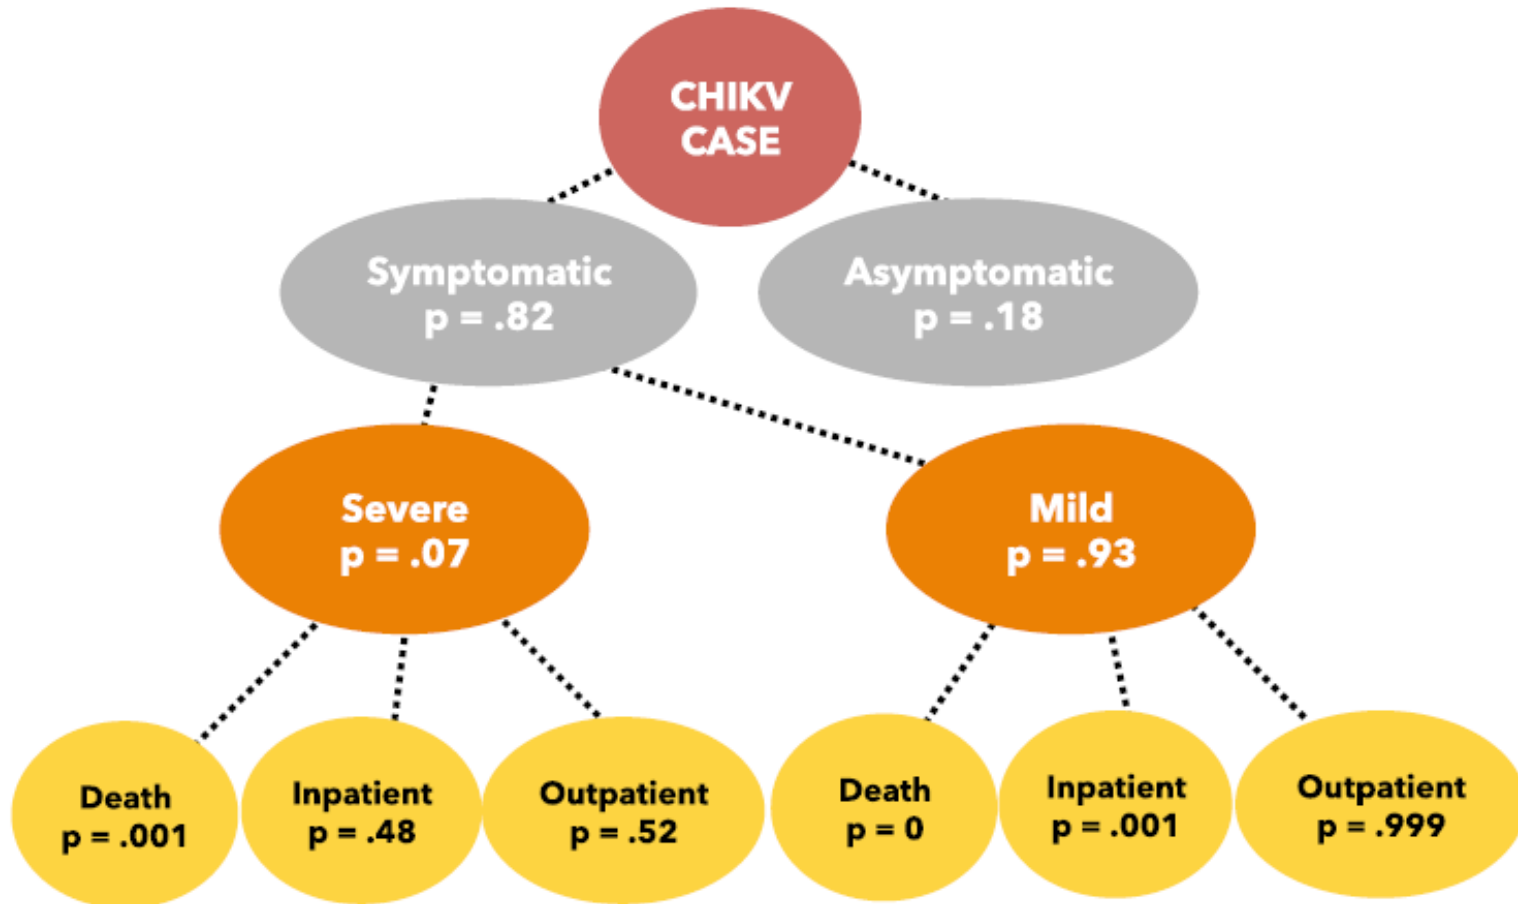 CHIKV
CASE
Symptomatic
p = .82
Asymptomatic
p = .18
Severe
p = .07
Mild
p = .93
Death
p = .001
Inpatient
p = .48
Outpatient
p = .52
Death
p = 0
Inpatient
p = .001
Outpatient
p = .999